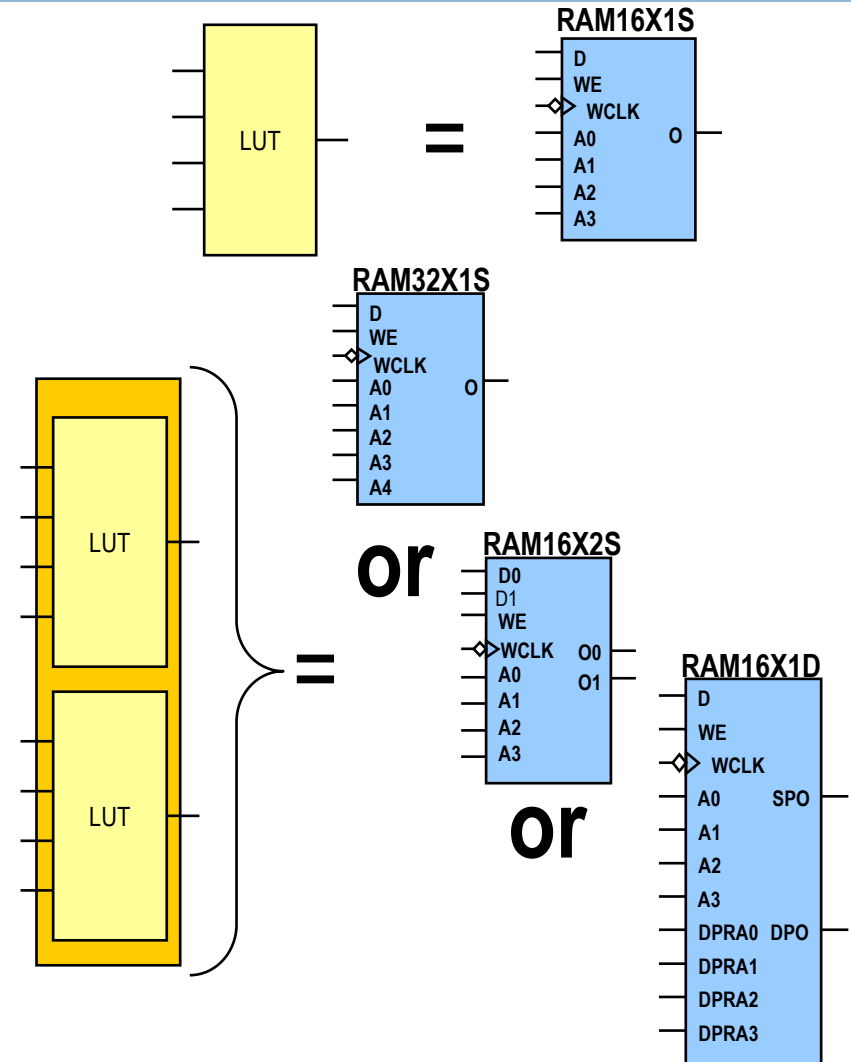 RAM16X1S
LUT
=
D
WE
WCLK
A0 O
A1
A2
A3
RAM32X1S
D
WE
WCLK
A0 O
A1
A2
A3
A4
LUT
LUT
=
or
RAM16X2S
D0
D1
WE
WCLK O0
A0 O1
A1
A2
A3
or
RAM16X1D
D
WE
WCLK
A0 SPO
A1
A2
A3
DPRA0 DPO
DPRA1
DPRA2
DPRA3